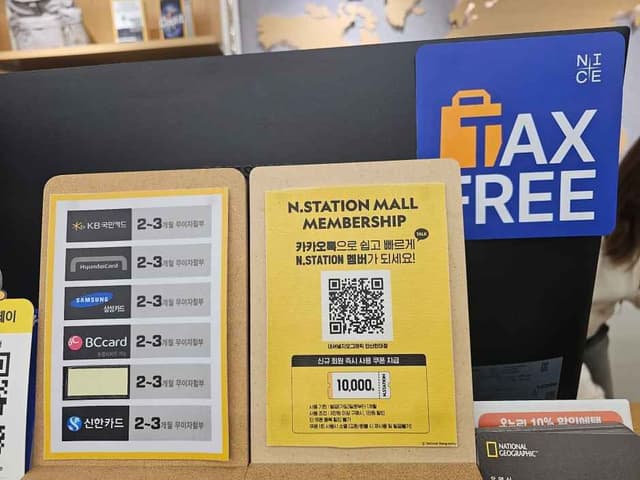 NICE
TAX
FREE
KB국민카드 2~3개월 무이자할부
HyundaiCard 2~3개월 무이자할부
SAMSUNG 삼성카드 2~3개월 무이자할부
BCcard 2~3개월 무이자할부
2~3개월 무이자할부
신한카드 2~3개월 무이자할부
N.STATION MALL
MEMBERSHIP
카카오톡으로 쉽고 빠르게
TALK
N.STATION 멤버가 되세요!
신규 회원 즉시 사용 쿠폰 지급
10,000
NATIONAL
GEOGRAPHIC